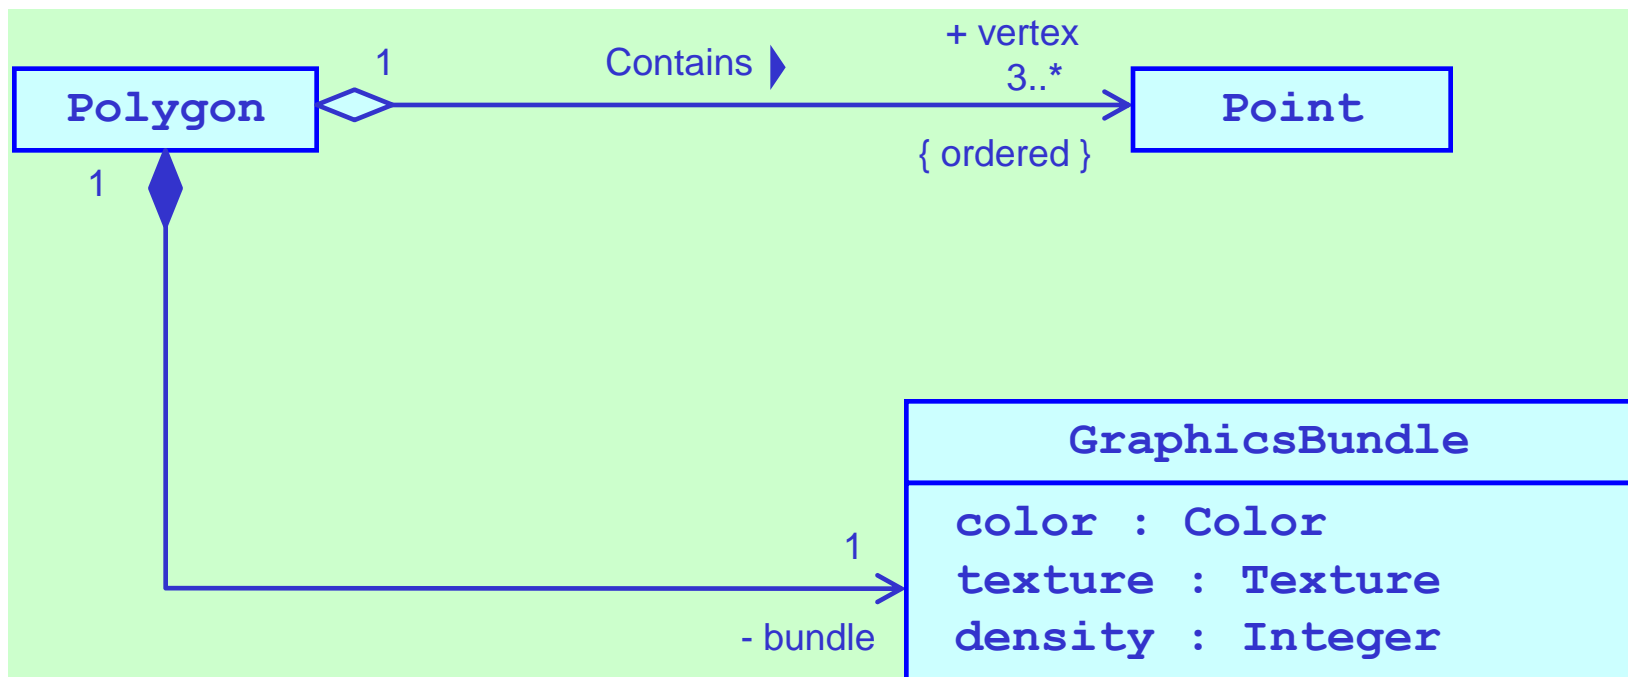 + vertex
1
Contains
3..*
Polygon
Point
{ ordered }
1
GraphicsBundle
color : Color
1
texture : Texture
- bundle
density : Integer